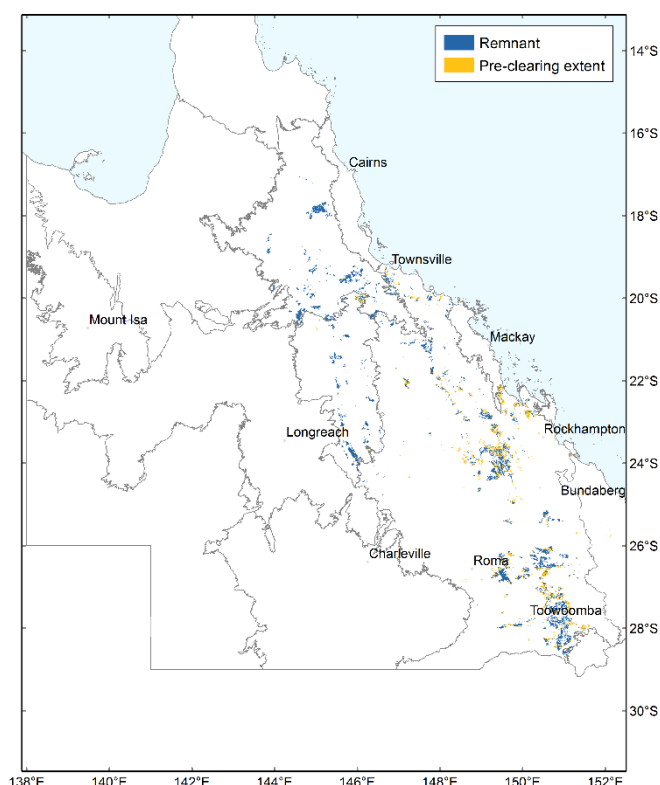 Remnant
Pre-clearing extent
14°S
16°S
Cairns
18°S
Townsville
20°S
Mount Isa
Mackay
22°S
Longreach
Rockhampton
24°S
Bundaberg
Charleville
Roma
26°S
Toowoomba
28°S
30°S
138°E 140°E 142°E 144°E 146°E 148°E 150°E 152°E